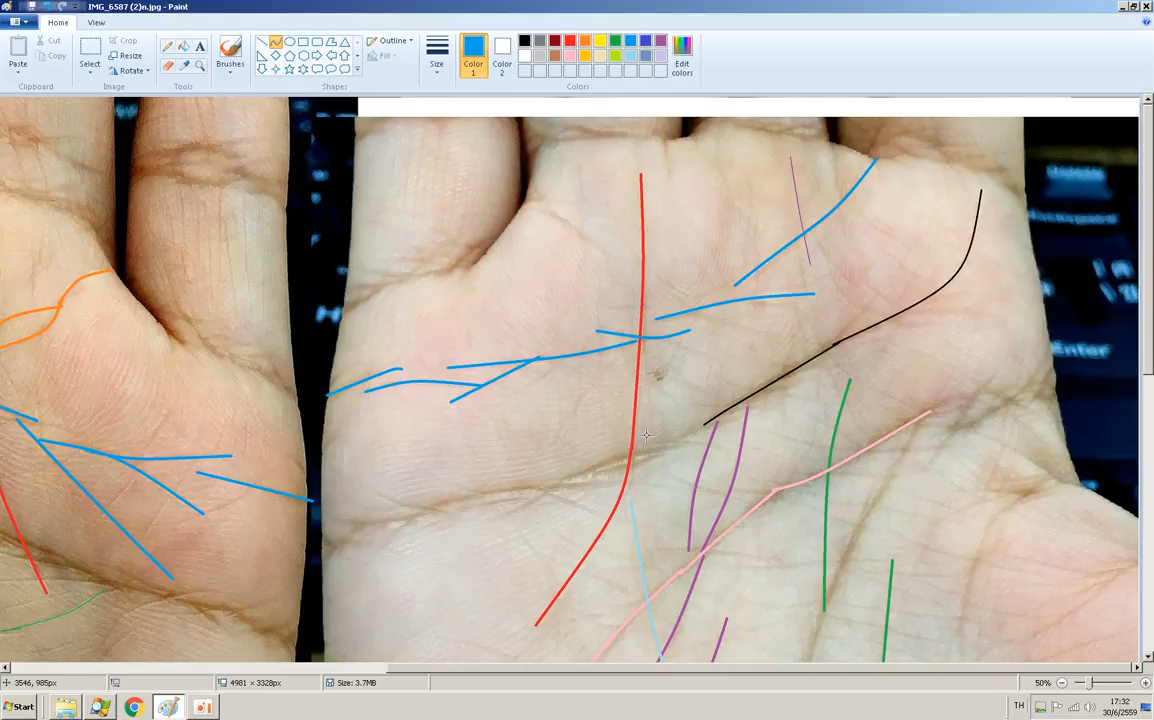 IMG_6587 (2)n.jpg - Paint
Home View
Paste
Cut
Copy
Clipboard
Select
Crop
Resize
Rotate
Image
A
Tools
Brushes
Outline
Fill
Shapes
Size
Color
1
Color
2
Edit
colors
Colors
Enter
3546, 985px
4981 × 3328px
Size: 3.7MB
50%
Start
TH
17:32
30/6/2559